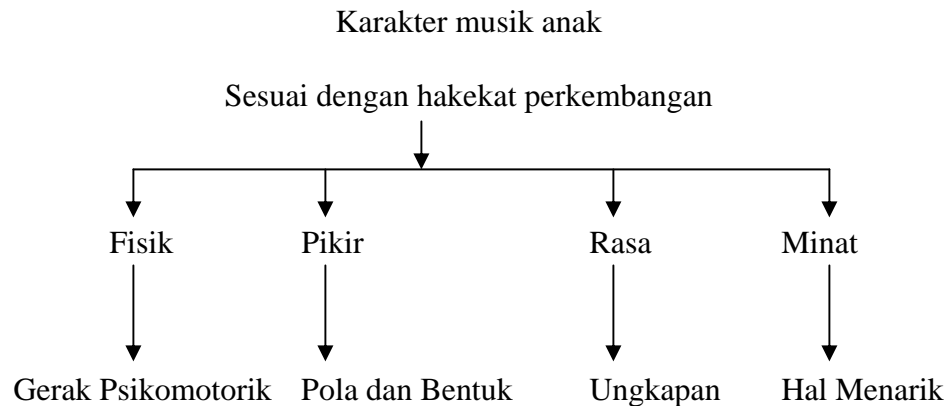 Karakter musik anak
Sesuai dengan hakekat perkembangan
Fisik Pikir Rasa Minat
Gerak Psikomotorik Pola dan Bentuk Ungkapan Hal Menarik